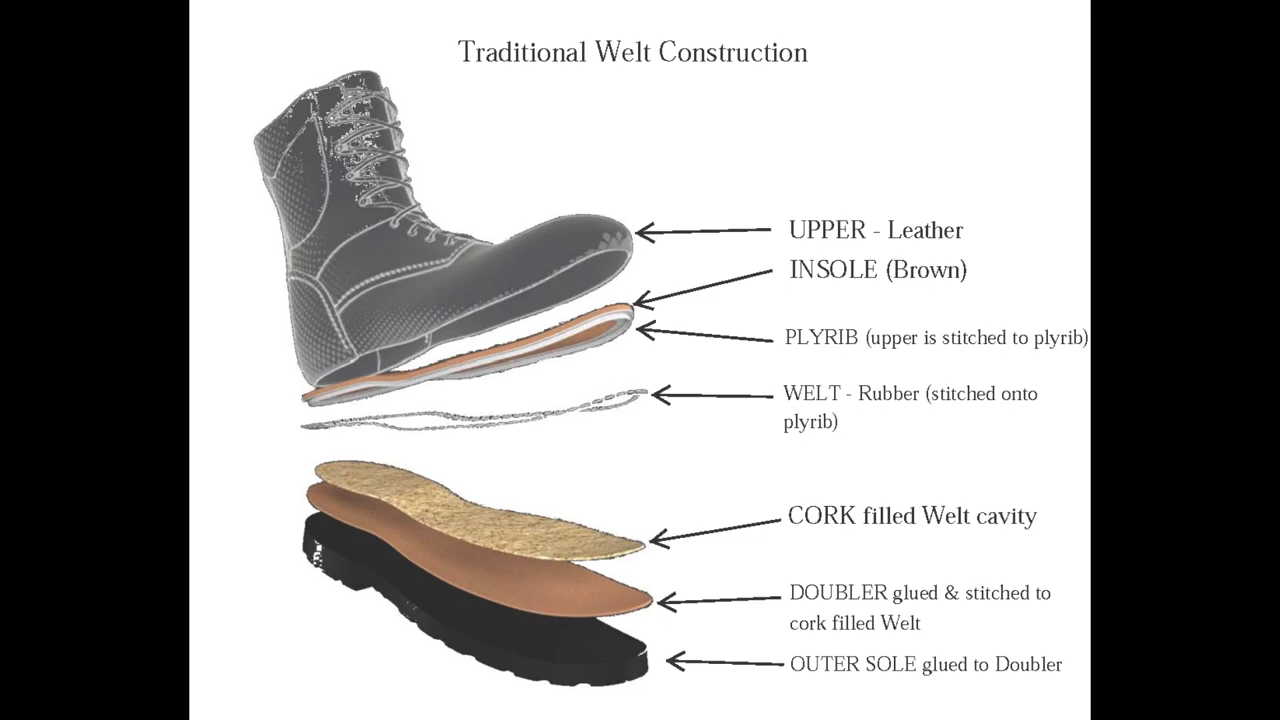 Traditional Welt Construction
UPPER - Leather
INSOLE (Brown)
PLYRIB (upper is stitched to plyrib)
WELT - Rubber (stitched onto
plyrib)
CORK filled Welt cavity
DOUBLER glued & stitched to
cork filled Welt
OUTER SOLE glued to Doubler